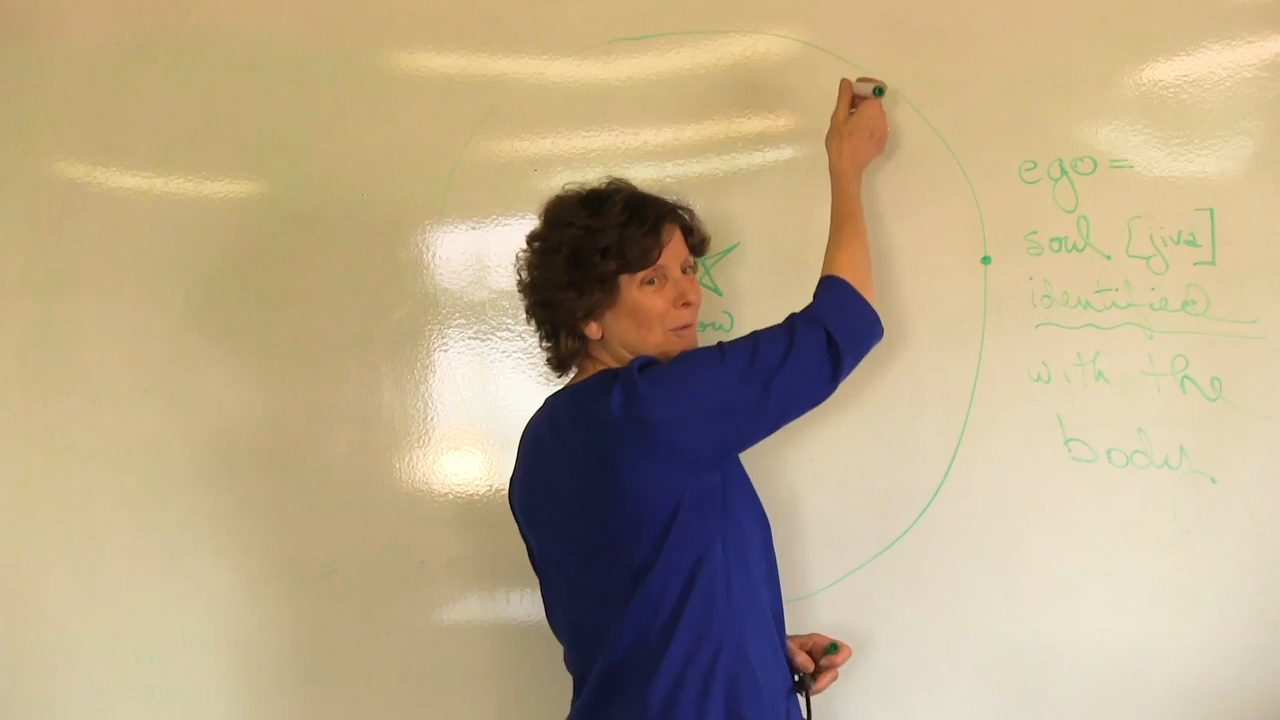 ego=
soul [jiva]
identified
with the
body